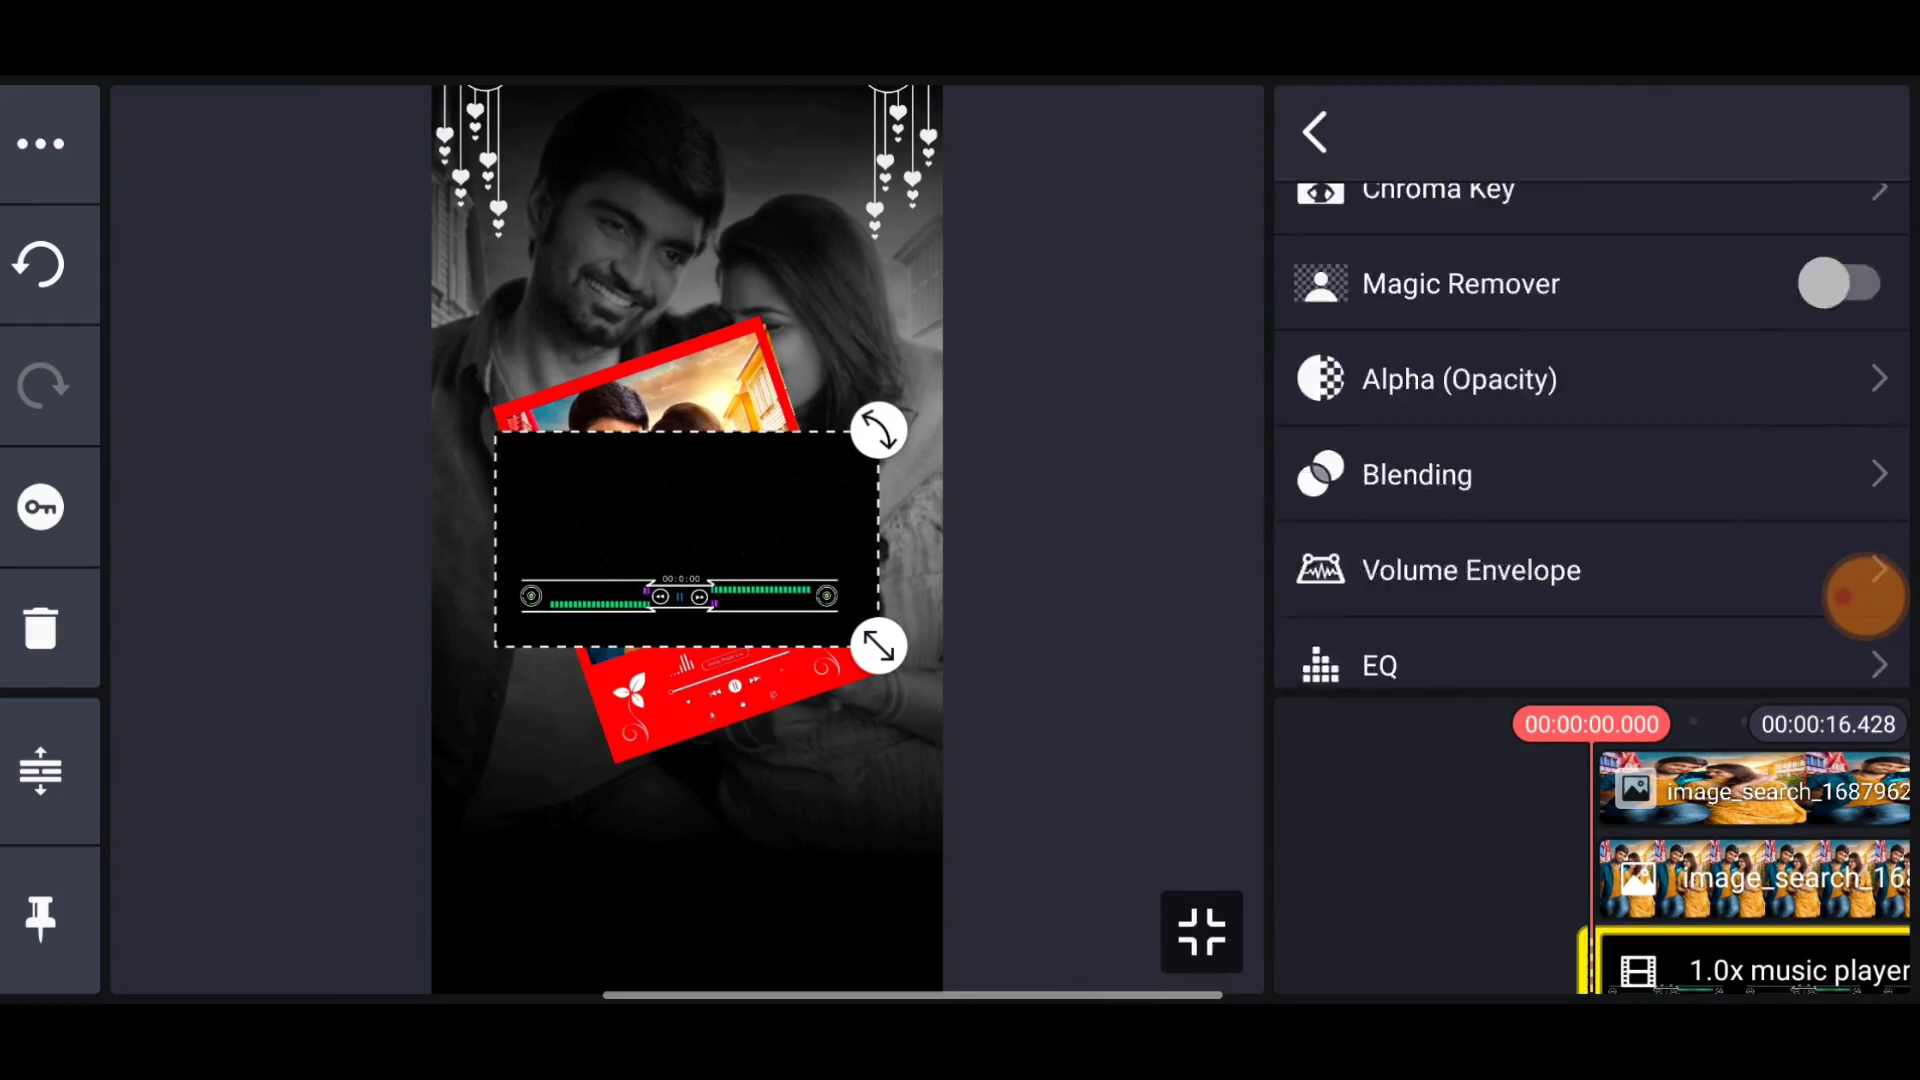 Chroma Key
Magic Remover
Alpha (Opacity)
Blending
Volume Envelope
EQ
00:0:00
00:00:00.000
00:00:16.428
image_search_1687962
image_search_168
1.0x music player